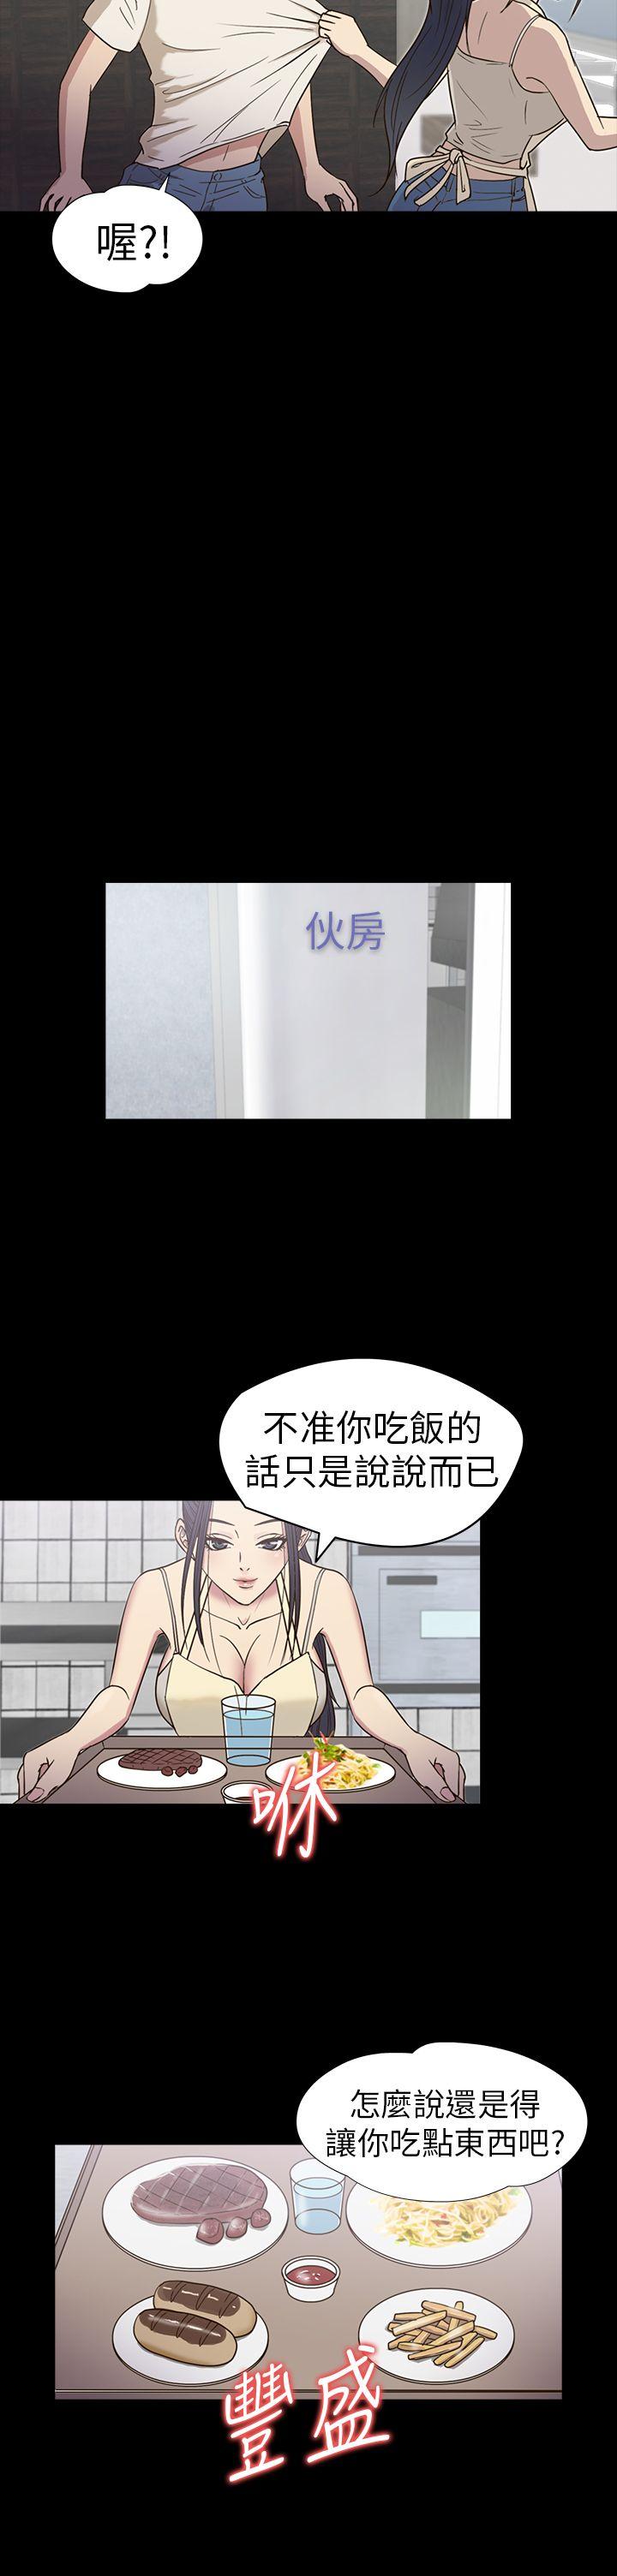 喔?!
伙房
不准你吃飯的
話只是說說而已
咻
怎麼說還是得
讓你吃點東西吧?
豐盛